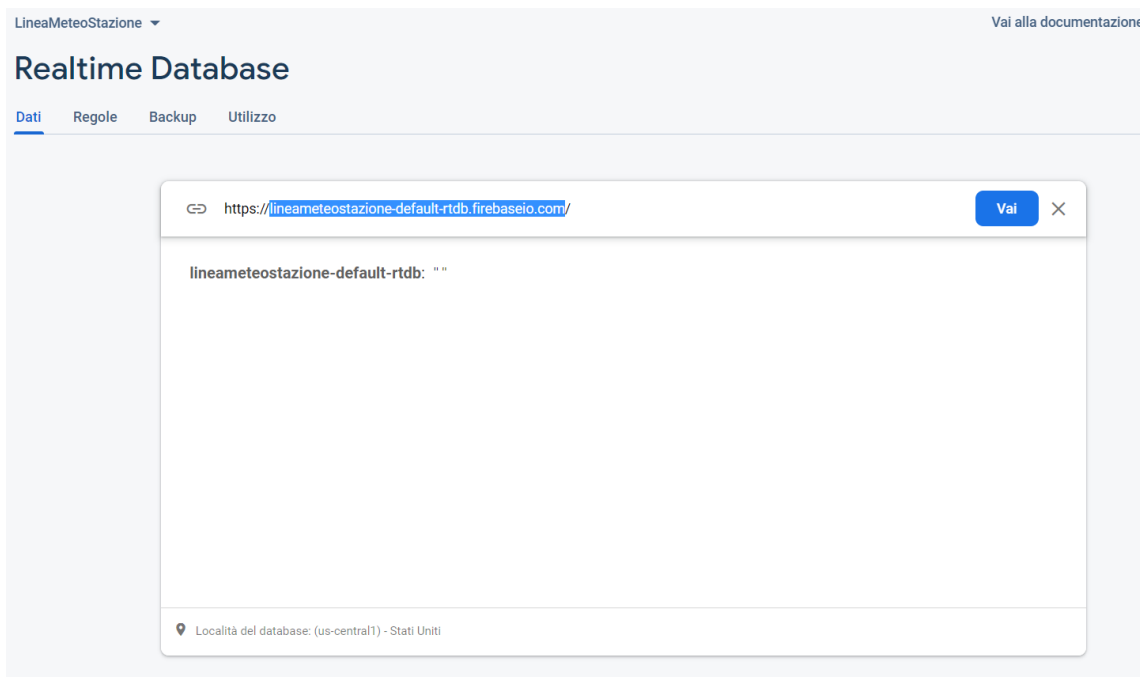 LineaMeteoStazione
Vai alla documentazione
Realtime Database
Dati Regole Backup Utilizzo
https://lineameteostazione-default-rtdb.firebaseio.com/ Vai
lineameteostazione-default-rtdb: ""
Località del database: (us-central1) - Stati Uniti